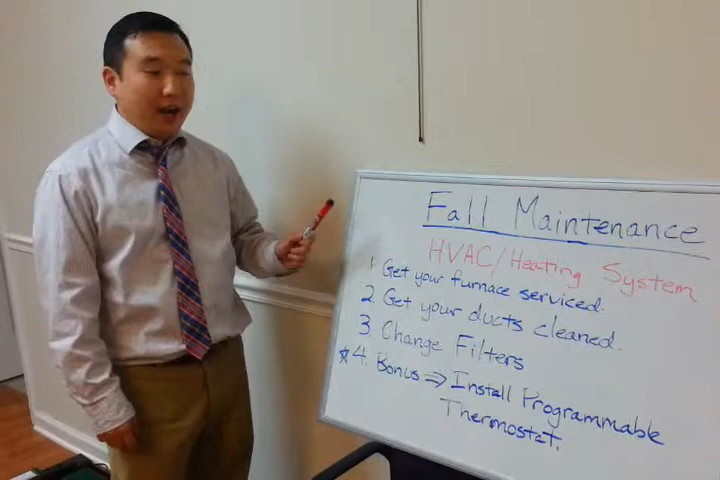 Fall Maintenance
HVAC/Heating System
1. Get your furnace serviced.
2. Get your ducts cleaned.
3. Change Filters
*4. Bonus ⇒ Install Programmable
Thermostat.